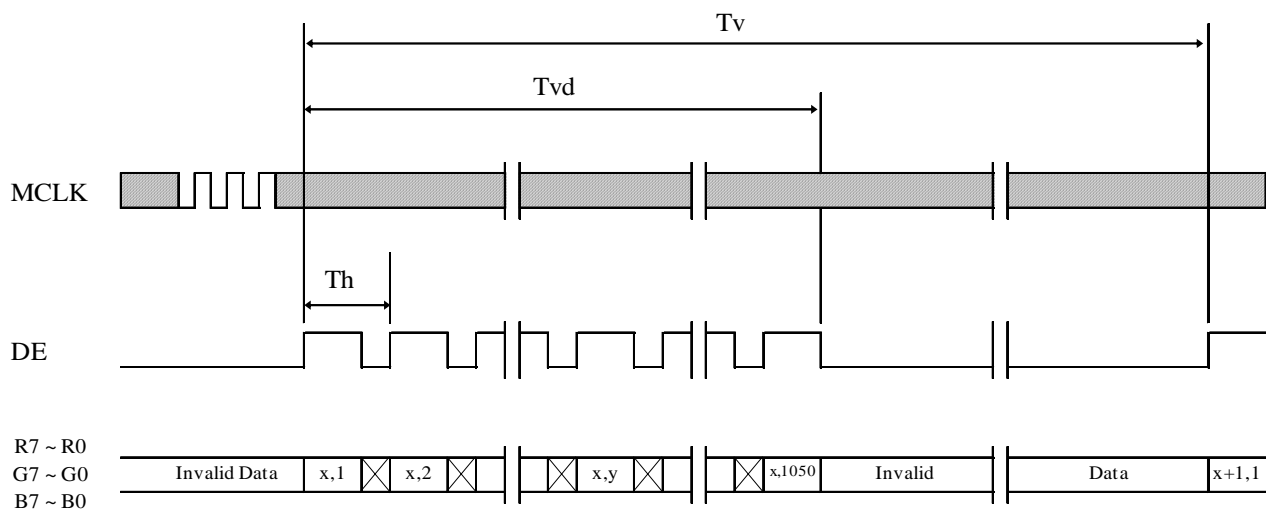 Tv
Tvd
MCLK
Th
DE
R7 ~ R0
G7 ~ G0
B7 ~ B0
Invalid Data x,1 x,2 x,y x,1050 Invalid Data x+1,1